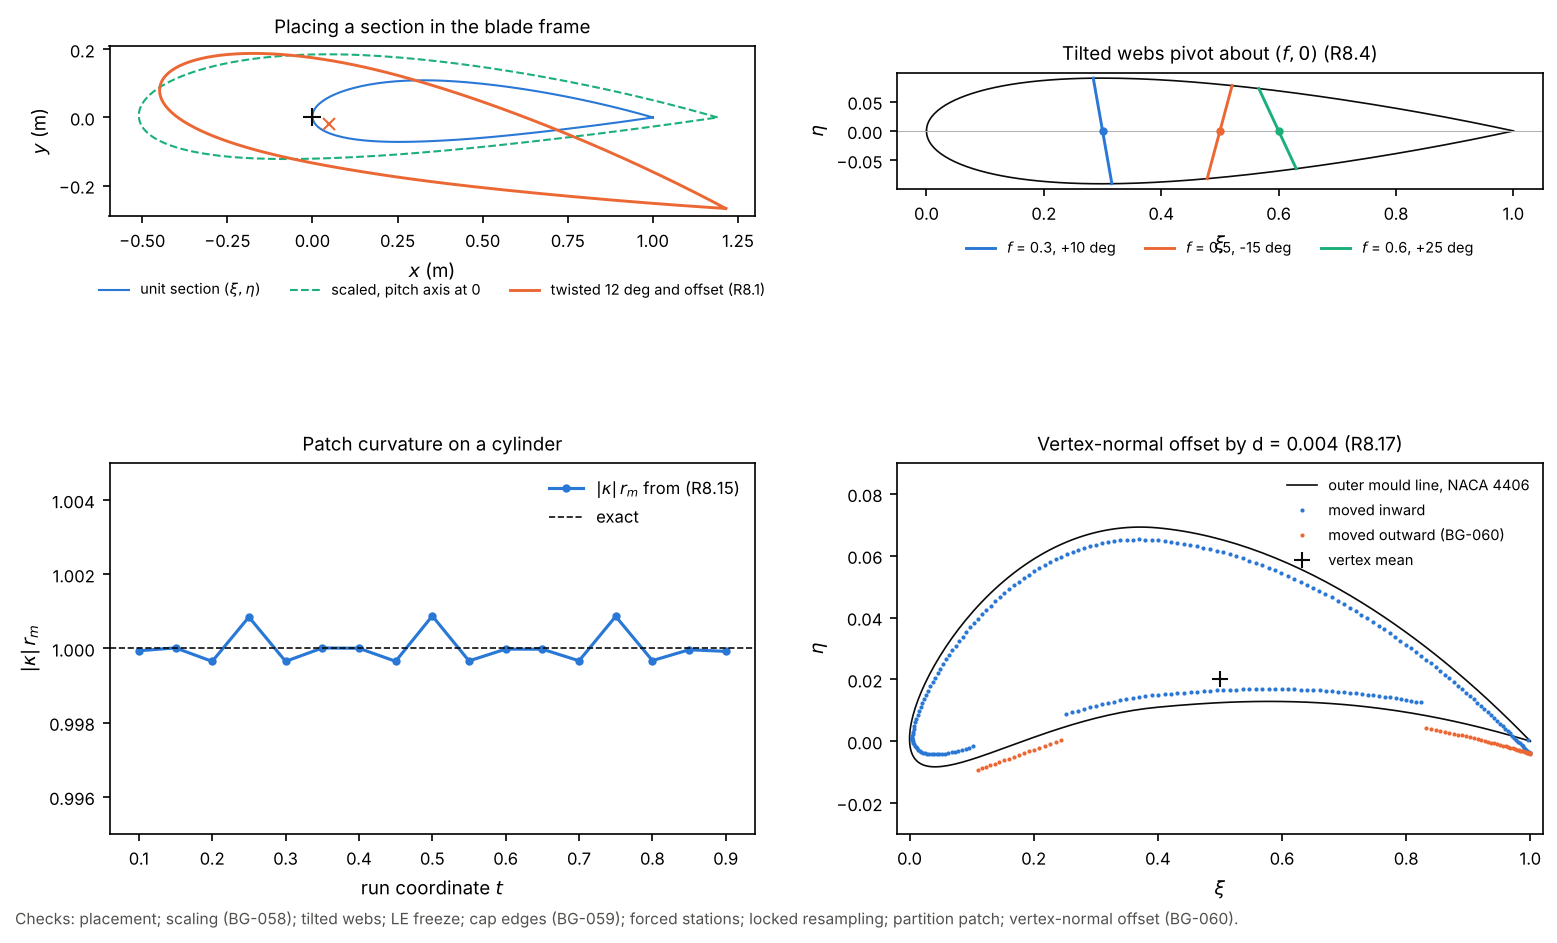 Placing a section in the blade frame
0.2
0.0
−0.2
y (m)
−0.50
−0.25
0.00
0.25
0.50
0.75
1.00
1.25
x (m)
unit section (ξ, η)
scaled, pitch axis at 0
twisted 12 deg and offset (R8.1)
Tilted webs pivot about (f, 0) (R8.4)
0.05
0.00
−0.05
η
0.0
0.2
0.4
0.6
0.8
1.0
ξ
f = 0.3, +10 deg
f = 0.5, -15 deg
f = 0.6, +25 deg
Patch curvature on a cylinder
1.004
1.002
1.000
0.998
0.996
|κ| rm
|κ| rm from (R8.15)
exact
0.1
0.2
0.3
0.4
0.5
0.6
0.7
0.8
0.9
run coordinate t
Vertex-normal offset by d = 0.004 (R8.17)
0.08
0.06
0.04
0.02
0.00
−0.02
η
outer mould line, NACA 4406
moved inward
moved outward (BG-060)
vertex mean
0.0
0.2
0.4
0.6
0.8
1.0
ξ
Checks: placement; scaling (BG-058); tilted webs; LE freeze; cap edges (BG-059); forced stations; locked resampling; partition patch; vertex-normal offset (BG-060).